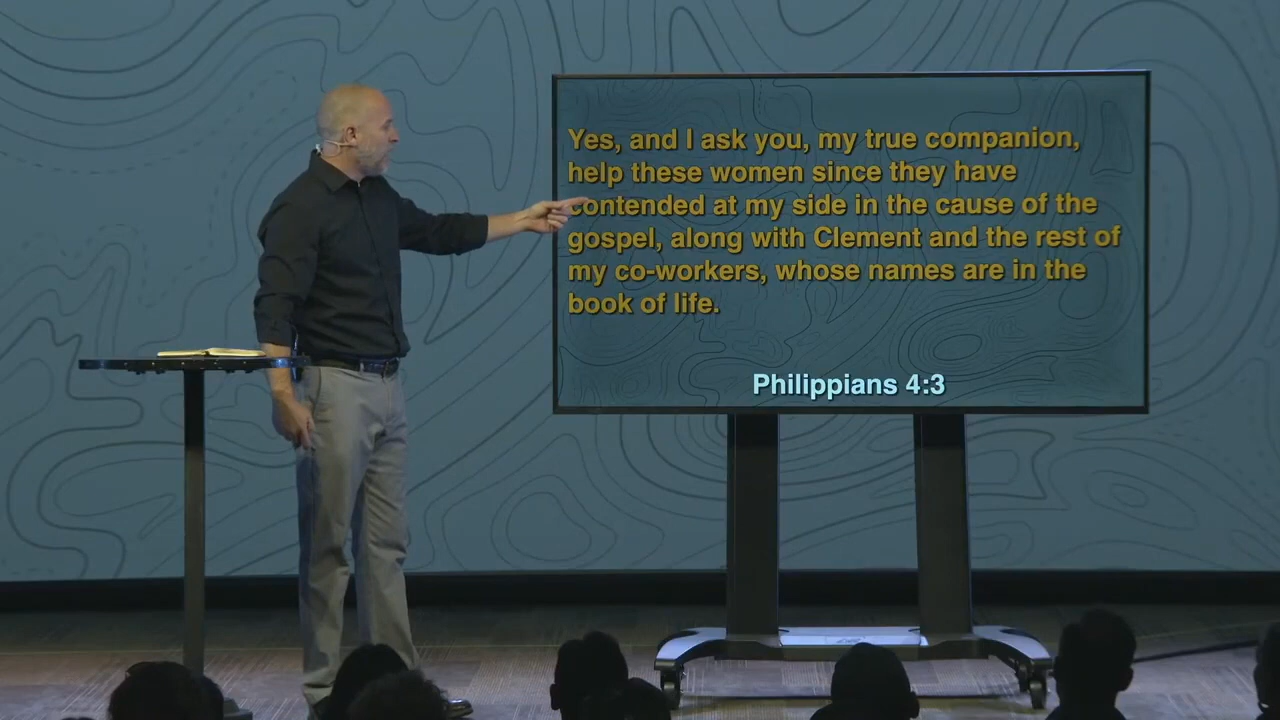 Yes, and I ask you, my true companion,
help these women since they have
contended at my side in the cause of the
gospel, along with Clement and the rest of
my co-workers, whose names are in the
book of life.
Philippians 4:3